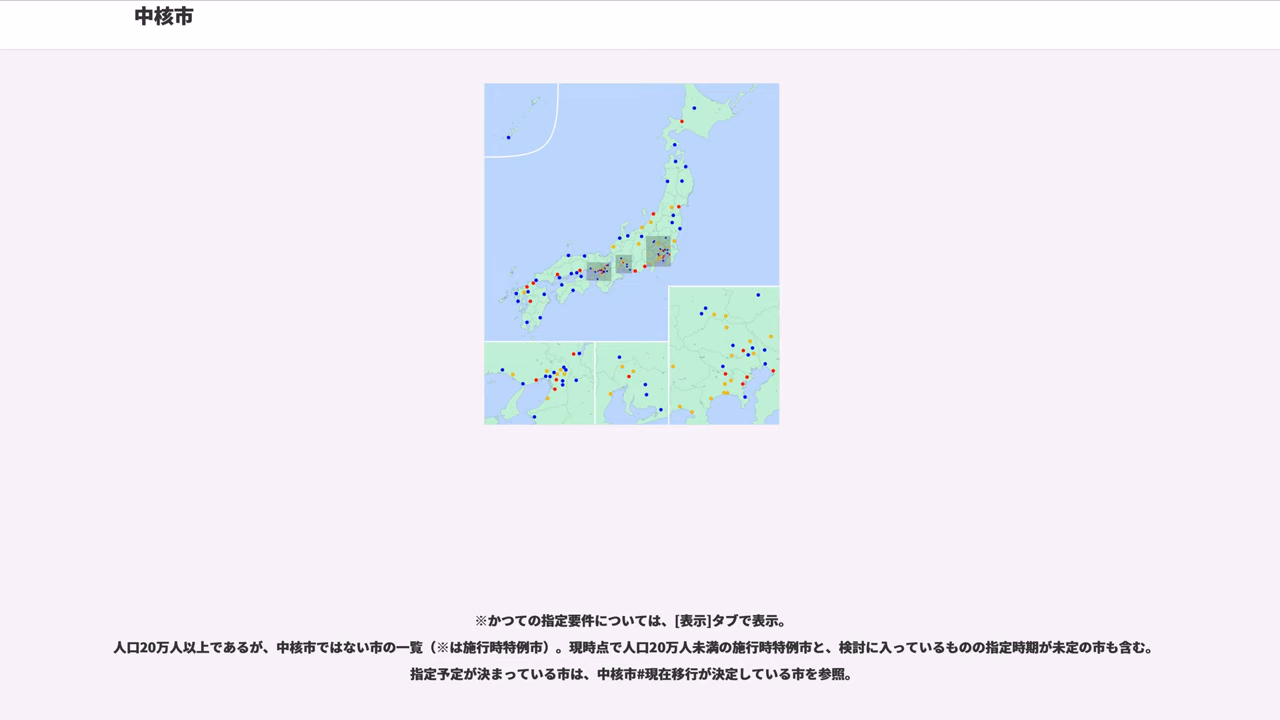 中核市
※かつての指定要件については、[表示]タブで表示。
人口20万人以上であるが、中核市ではない市の一覧（※は施行時特例市）。現時点で人口20万人未満の施行時特例市と、検討に入っているものの指定時期が未定の市も含む。
指定予定が決まっている市は、中核市#現在移行が決定している市を参照。